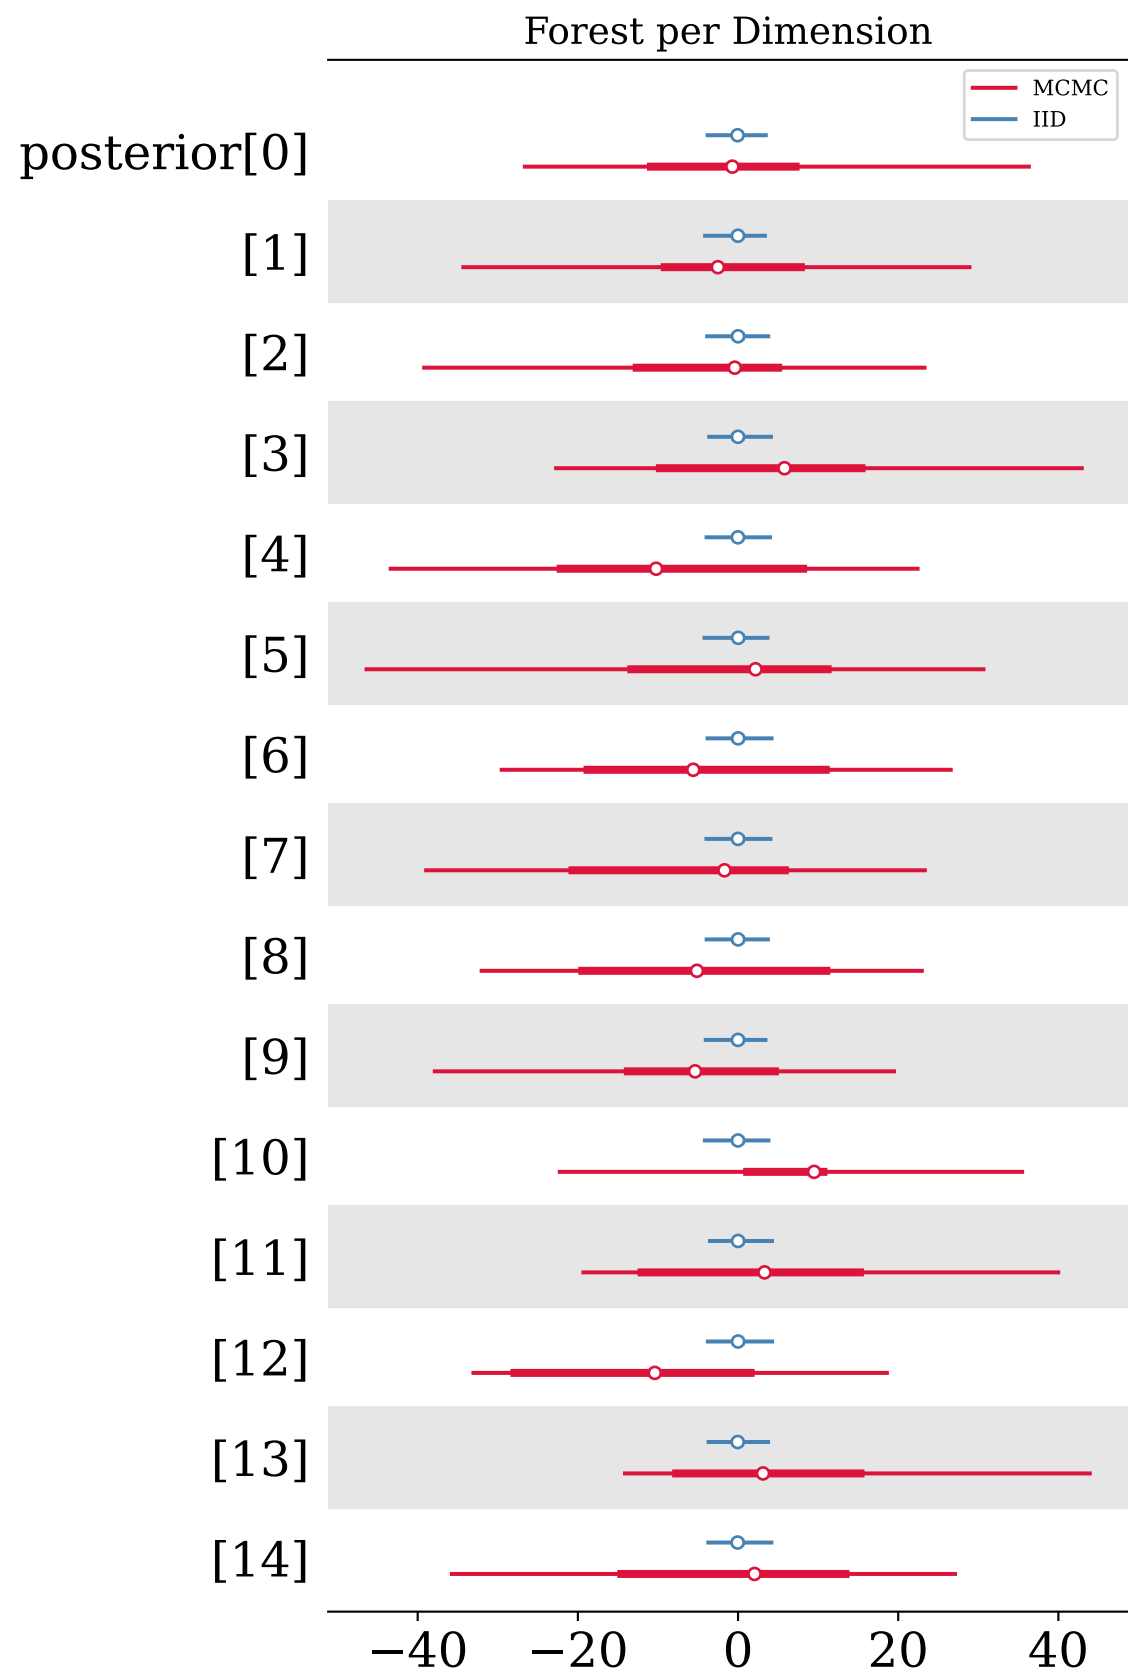 Forest per Dimension
MCMC
IID
posterior[0]
[1]
[2]
[3]
[4]
[5]
[6]
[7]
[8]
[9]
[10]
[11]
[12]
[13]
[14]
−40 −20 0 20 40